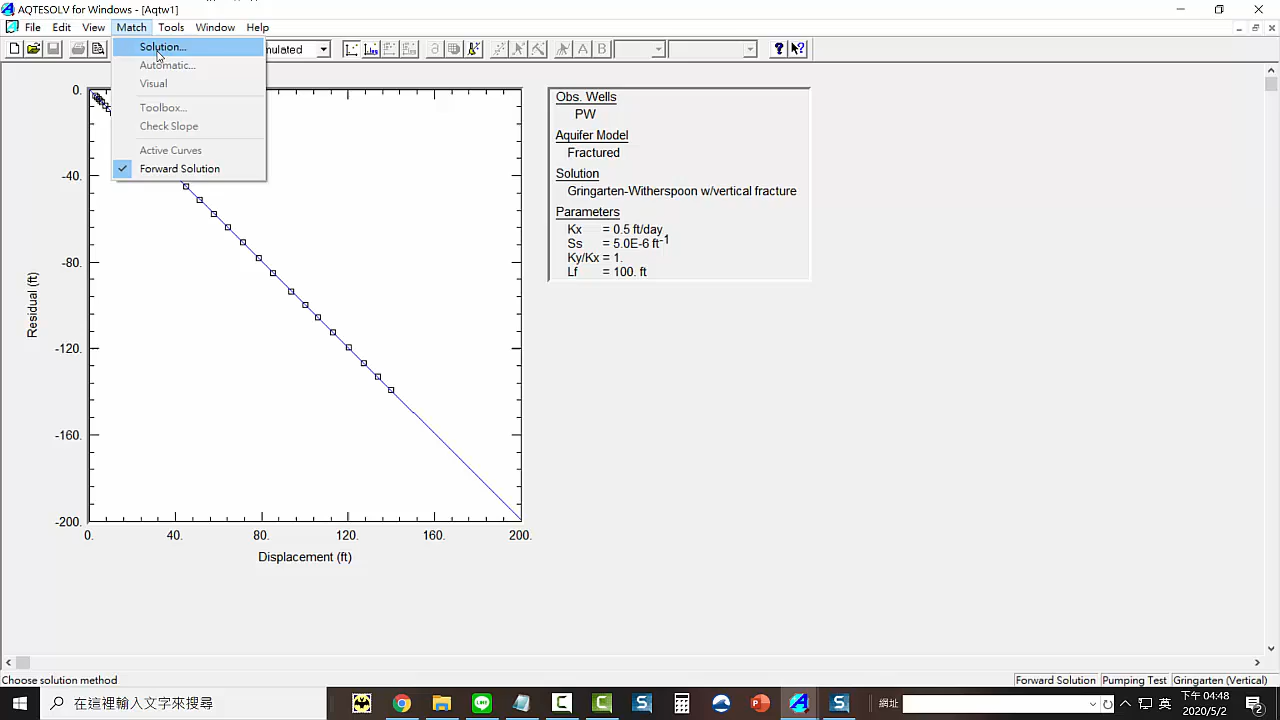 AQTESOLV for Windows - [Aqtw1]
File Edit View Match Tools Window Help
Solution...
Automatic...
Visual
Toolbox...
Check Slope
Active Curves
Forward Solution
0.
-40.
-80.
-120.
-160.
-200.
Residual (ft)
0. 40. 80. 120. 160. 200.
Displacement (ft)
Obs. Wells
PW
Aquifer Model
Fractured
Solution
Gringarten-Witherspoon w/vertical fracture
Parameters
Kx = 0.5 ft/day
Ss = 5.0E-6 ft-1
Ky/Kx = 1.
Lf = 100. ft
Choose solution method
Forward Solution Pumping Test Gringarten (Vertical)
在這裡輸入文字來搜尋
網址
英
下午 04:48
2020/5/2
2